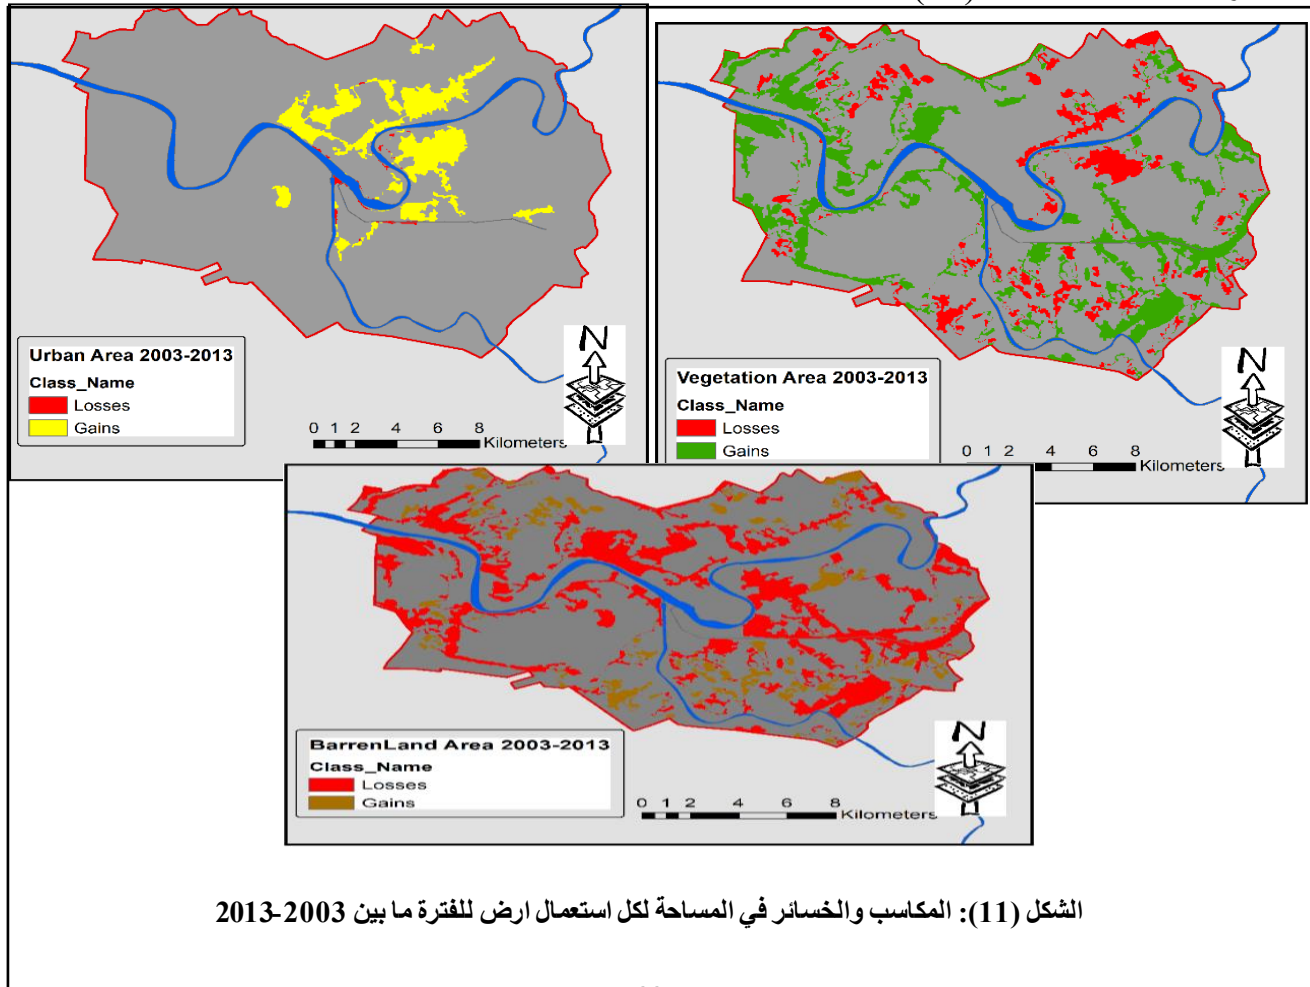 Urban Area 2003-2013
Class_Name
Losses
Gains
0 1 2 4 6 8
Kilometers
N
Vegetation Area 2003-2013
Class_Name
Losses
Gains
0 1 2 4 6 8
Kilometers
N
BarrenLand Area 2003-2013
Class_Name
Losses
Gains
0 1 2 4 6 8
Kilometers
N
الشكل (11): المكاسب والخسائر في المساحة لكل استعمال ارض للفترة ما بين 2003-2013